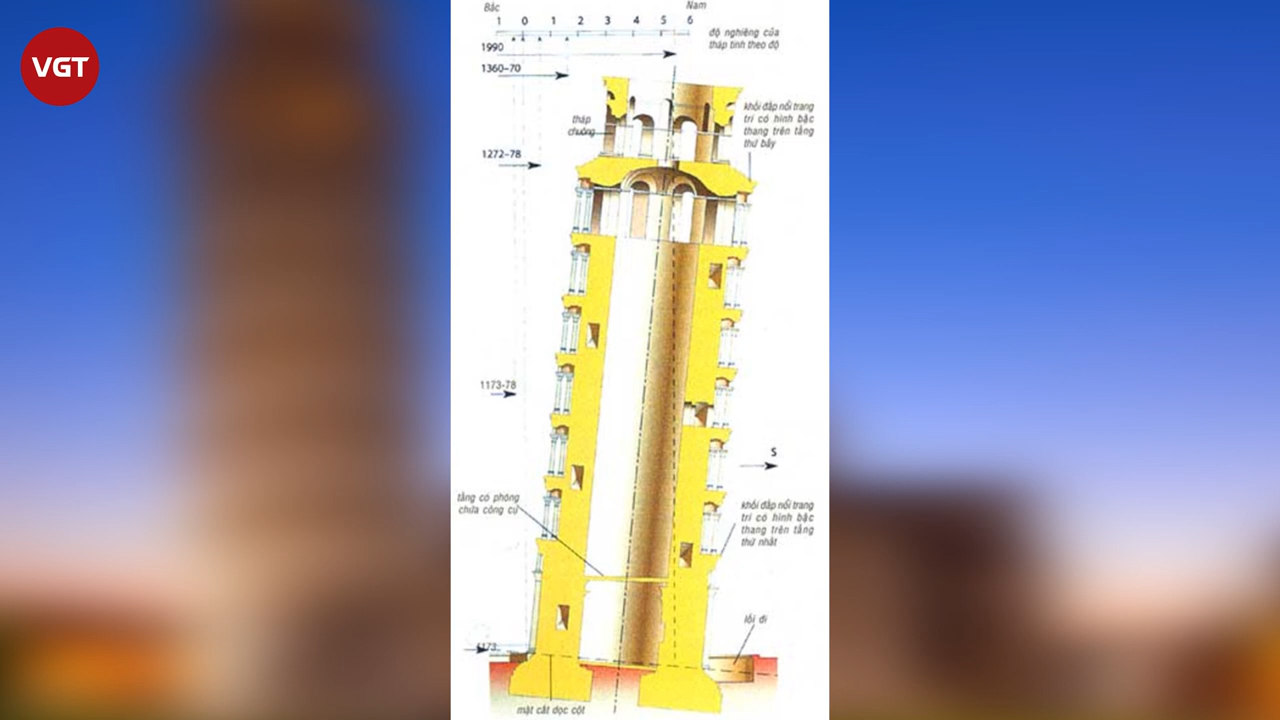 VGT
Bắc
Nam
1 0 1 2 3 4 5 6
độ nghiêng của
tháp tính theo độ
1990
1360-70
khối đắp nổi trang
trí có hình bậc
thang trên tầng
thứ bảy
tháp
chuông
1272-78
1173-78
S
tầng có phòng
chứa công cụ
khối đắp nổi trang
trí có hình bậc
thang trên tầng
thứ nhất
lối đi
1173
mặt cắt dọc cột